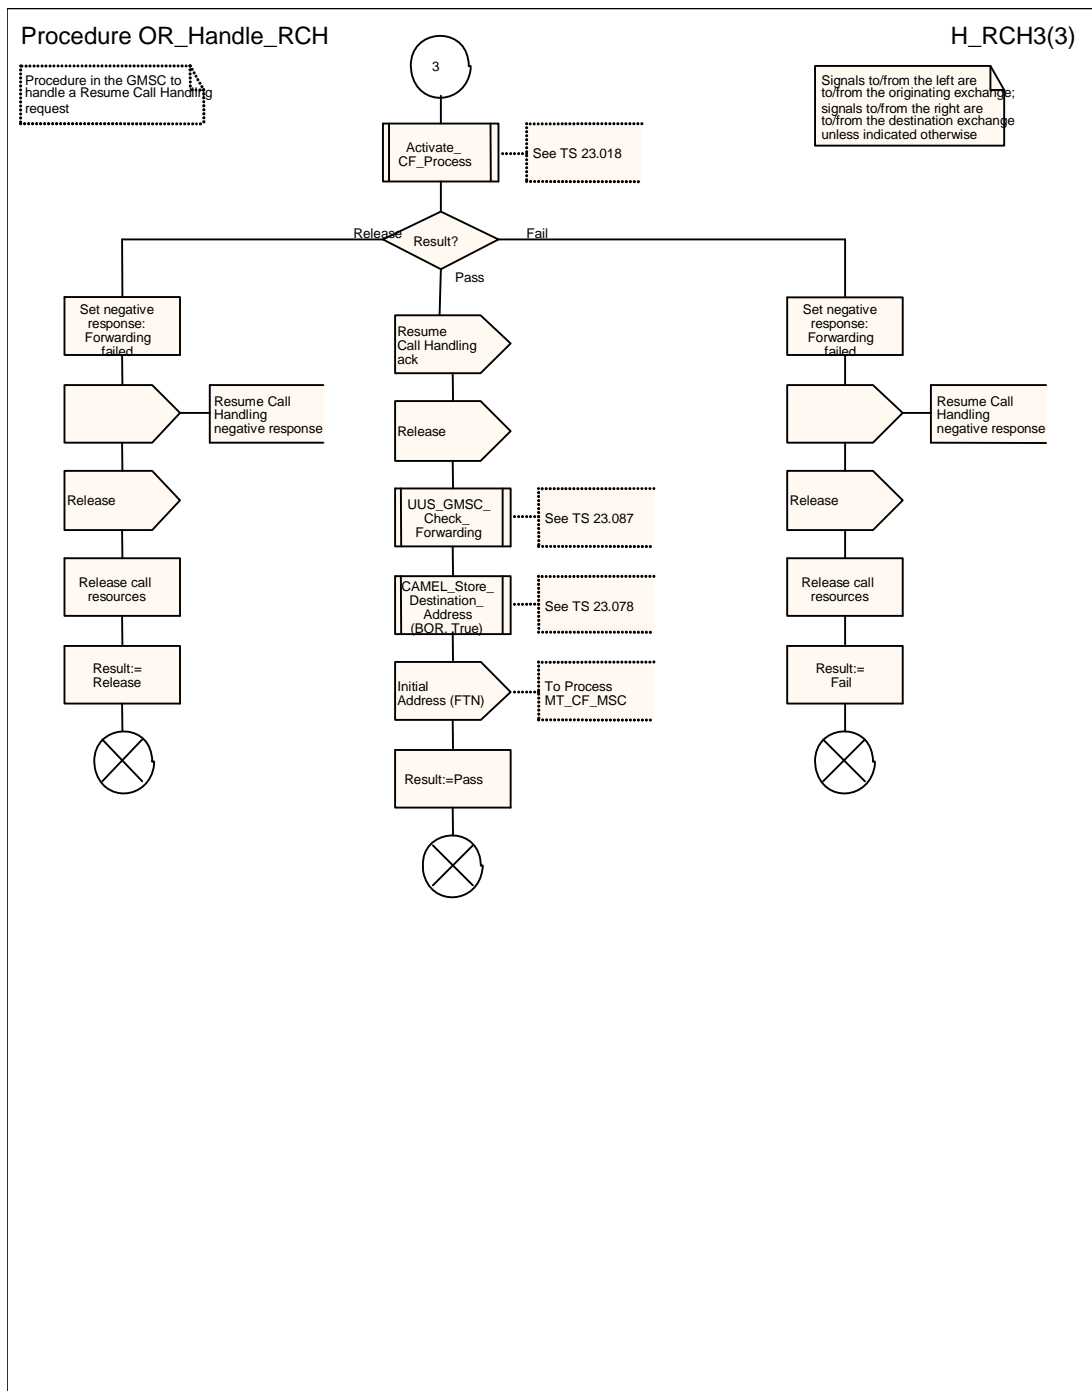 Procedure OR_Handle_RCH
H_RCH3(3)
Procedure in the GMSC to
handle a Resume Call Handling
request
3
Signals to/from the left are
to/from the originating exchange;
signals to/from the right are
to/from the destination exchange
unless indicated otherwise
Activate_
CF_Process
See TS 23.018
Release
Result?
Fail
Pass
Set negative
response:
Forwarding
failed
Resume
Call Handling
ack
Set negative
response:
Forwarding
failed
Resume Call
Handling
negative response
Release
Resume Call
Handling
negative response
Release
UUS_GMSC_
Check_
Forwarding
See TS 23.087
Release
Release call
resources
CAMEL_Store_
Destination_
Address
(BOR, True)
See TS 23.078
Release call
resources
Result:=
Release
Initial
Address (FTN)
To Process
MT_CF_MSC
Result:=
Fail
Result:=Pass